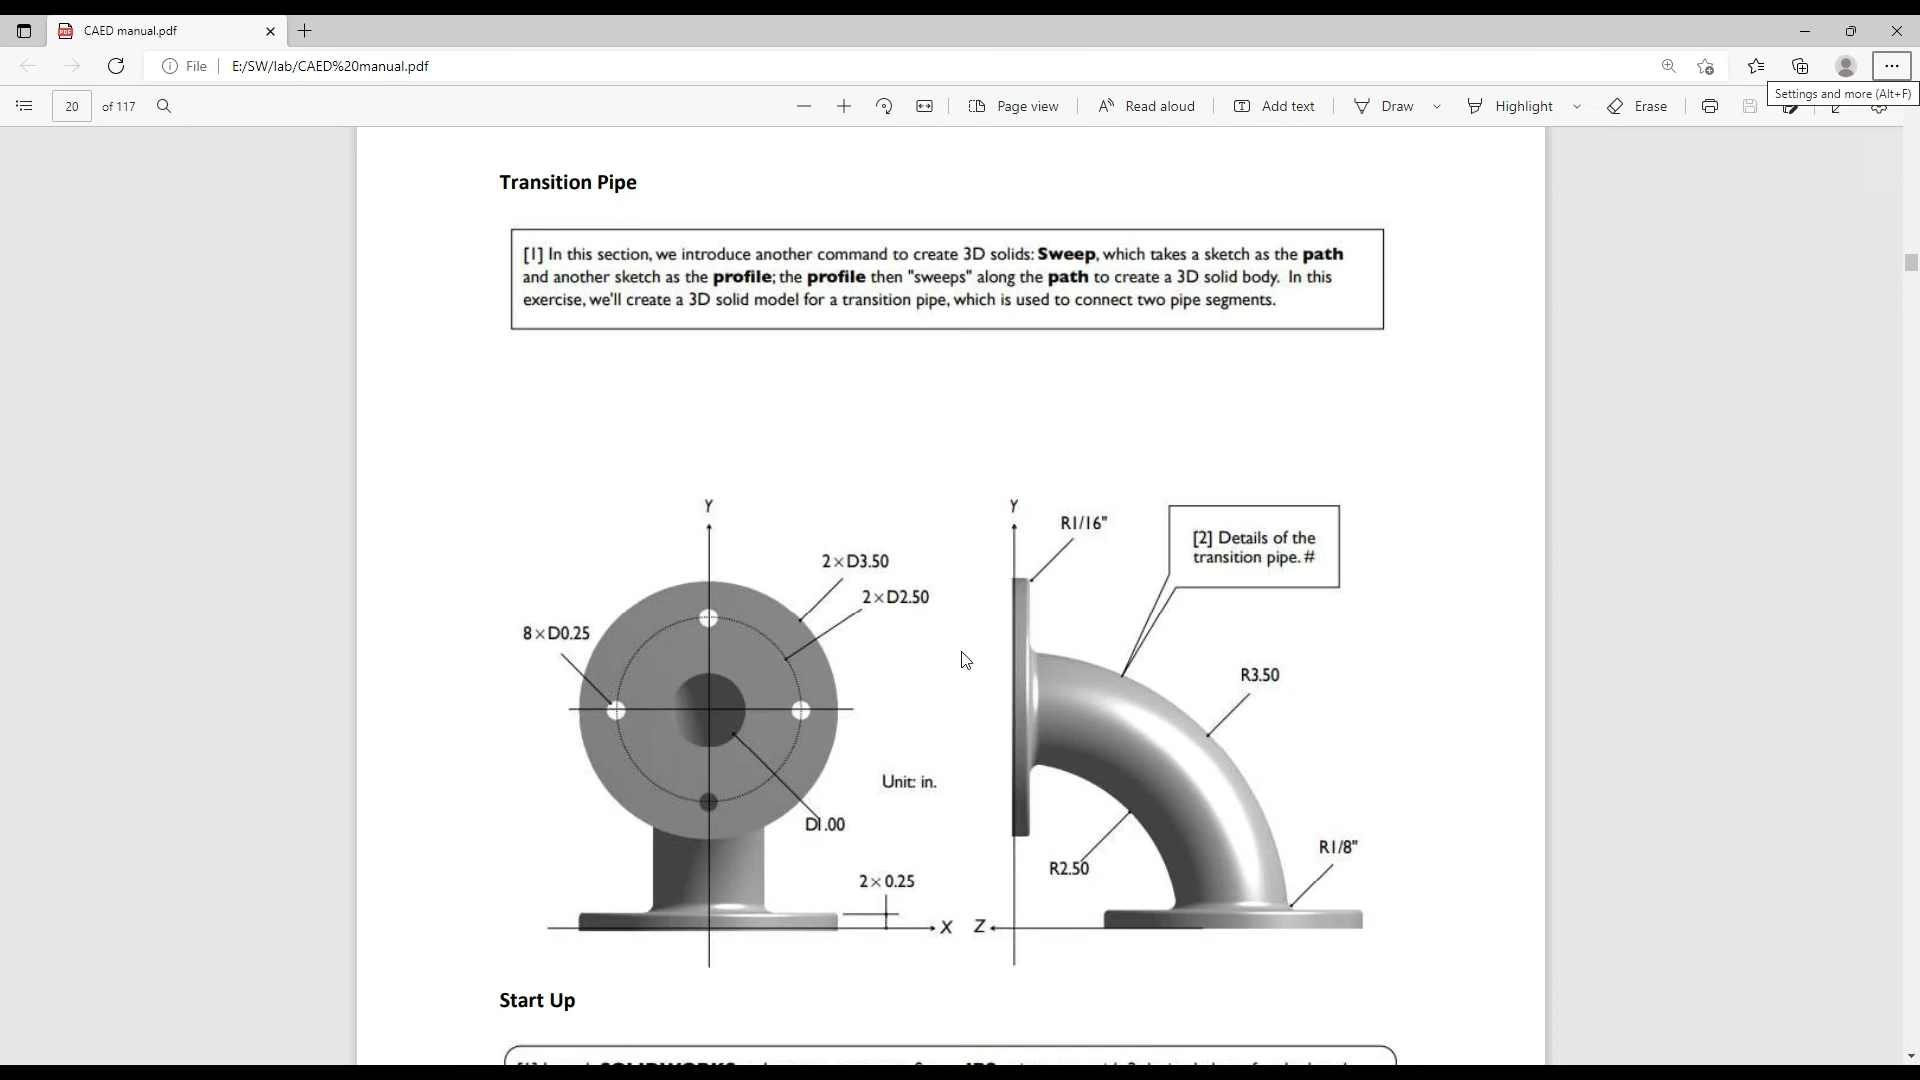 CAED manual.pdf
File
E:/SW/lab/CAED%20manual.pdf
Settings and more (Alt+F)
20 of 117
Page view
Read aloud
Add text
Draw
Highlight
Erase
Transition Pipe
[1] In this section, we introduce another command to create 3D solids: Sweep, which takes a sketch as the path
and another sketch as the profile; the profile then "sweeps" along the path to create a 3D solid body. In this
exercise, we'll create a 3D solid model for a transition pipe, which is used to connect two pipe segments.
Y
2×D3.50
2×D2.50
8×D0.25
D1.00
Unit: in.
2×0.25
X
Y
R1/16"
[2] Details of the
transition pipe. #
R3.50
R2.50
R1/8"
Z
Start Up